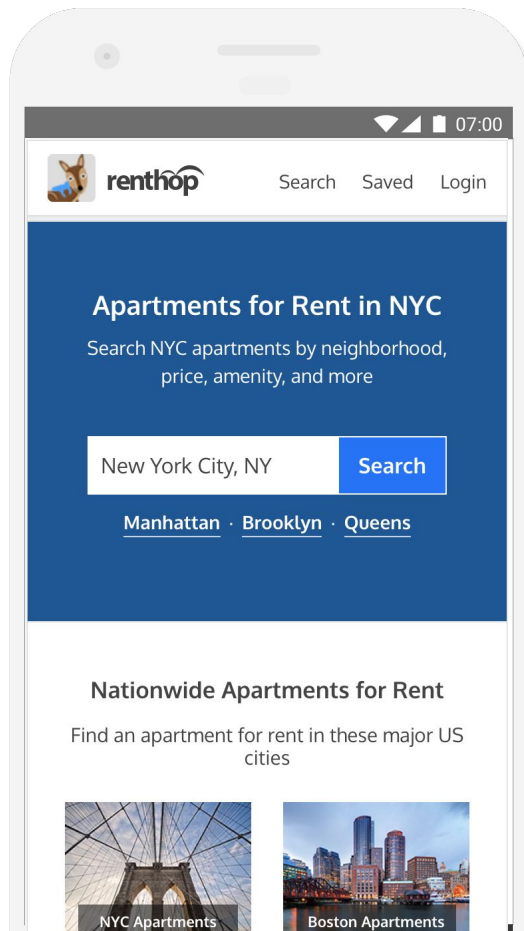 07:00
renthop
Search Saved Login
Apartments for Rent in NYC
Search NYC apartments by neighborhood,
price, amenity, and more
New York City, NY Search
Manhattan · Brooklyn · Queens
Nationwide Apartments for Rent
Find an apartment for rent in these major US
cities
NYC Apartments
Boston Apartments